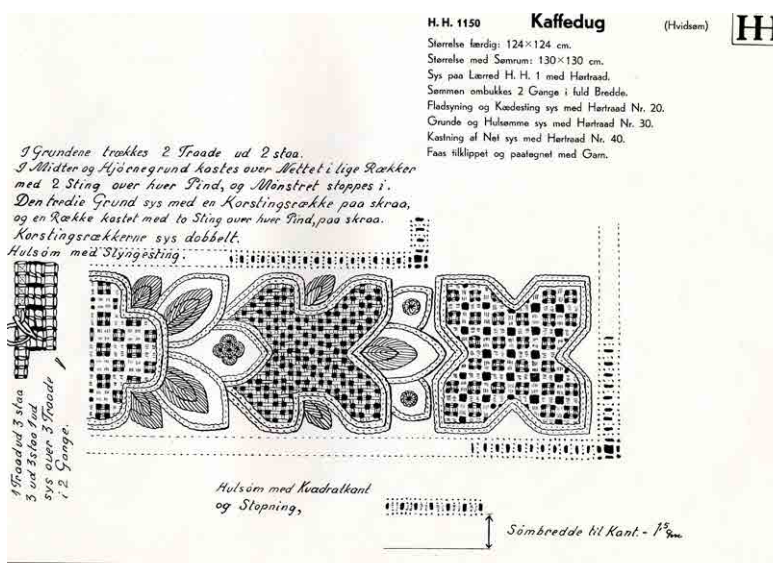 H. H. 1150 Kaffedug (Hvidsøm) HH
Størrelse færdig: 124×124 cm.
Størrelse med Sømrum: 130×130 cm.
Sys paa Lærred H. H. 1 med Hørtraad.
Sømmen ombukkes 2 Gange i fuld Bredde.
Fladsyning og Kædesting sys med Hørtraad Nr. 20.
Grunde og Hulsømme sys med Hørtraad Nr. 30.
Kastning af Net sys med Hørtraad Nr. 40.
Faas tilklippet og paategnet med Garn.
I Grundene trækkes 2 Traade ud 2 staa.
I Midter og Hjørnegrund kastes over Nettet i lige Rækker
med 2 Sting over hver Pind, og Mönstret stoppes i.
Den tredie Grund sys med en Korstingsrække paa skraa,
og en Række kastet med to Sting over hver Pind, paa skraa.
Korstingsrækkerne sys dobbelt.
Hulsöm med Slyngesting.
1 Traad ud 3 staa
3 ud 3 staa 1 ud
sys over 3 Traade
i 2 Gange.
Hulsöm med Kvadratkant
og Stopning,
Sömbredde til Kant. - 1,5 cm.